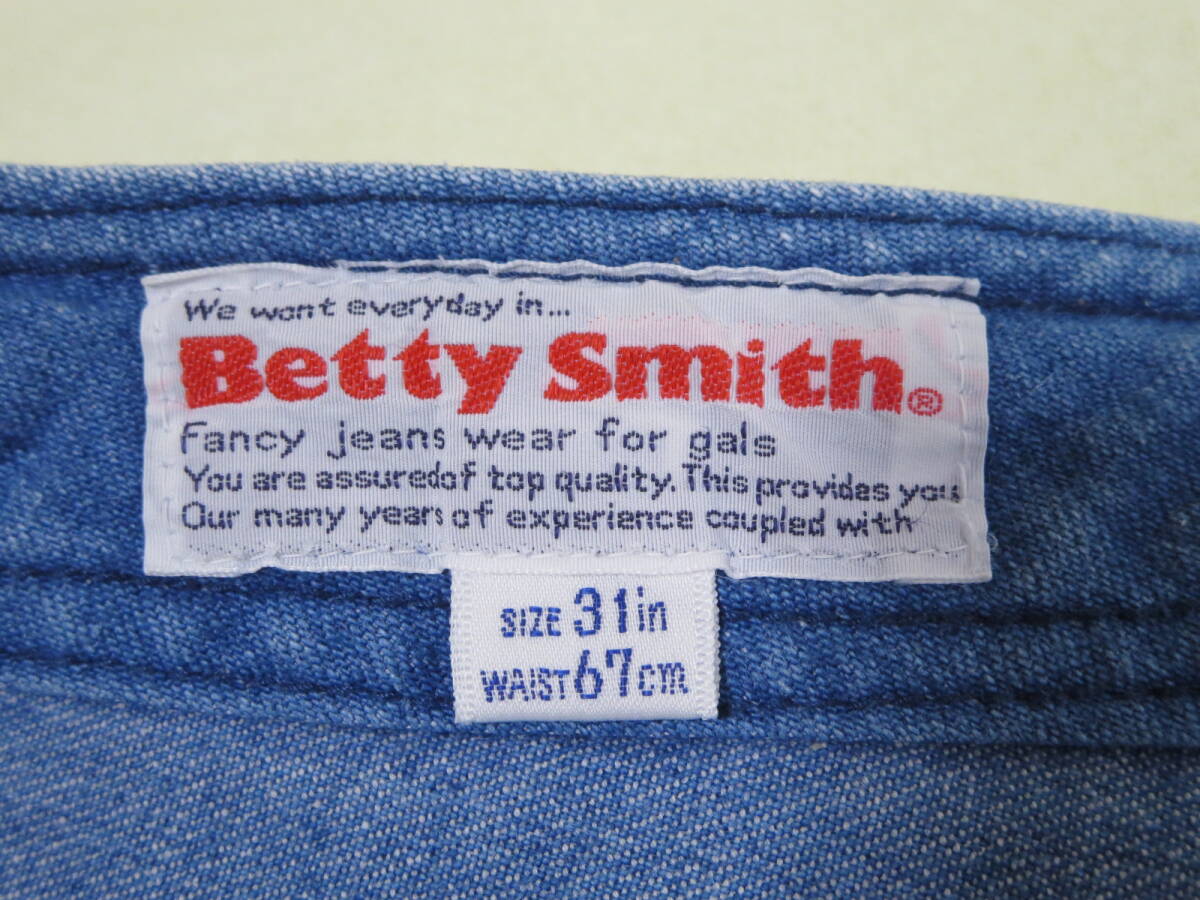 We want everyday in...
Betty Smith®
Fancy jeans wear for gals
You are assuredof top quality. This provides you
Our many years of experience coupled with
SIZE 31in
WAIST 67cm